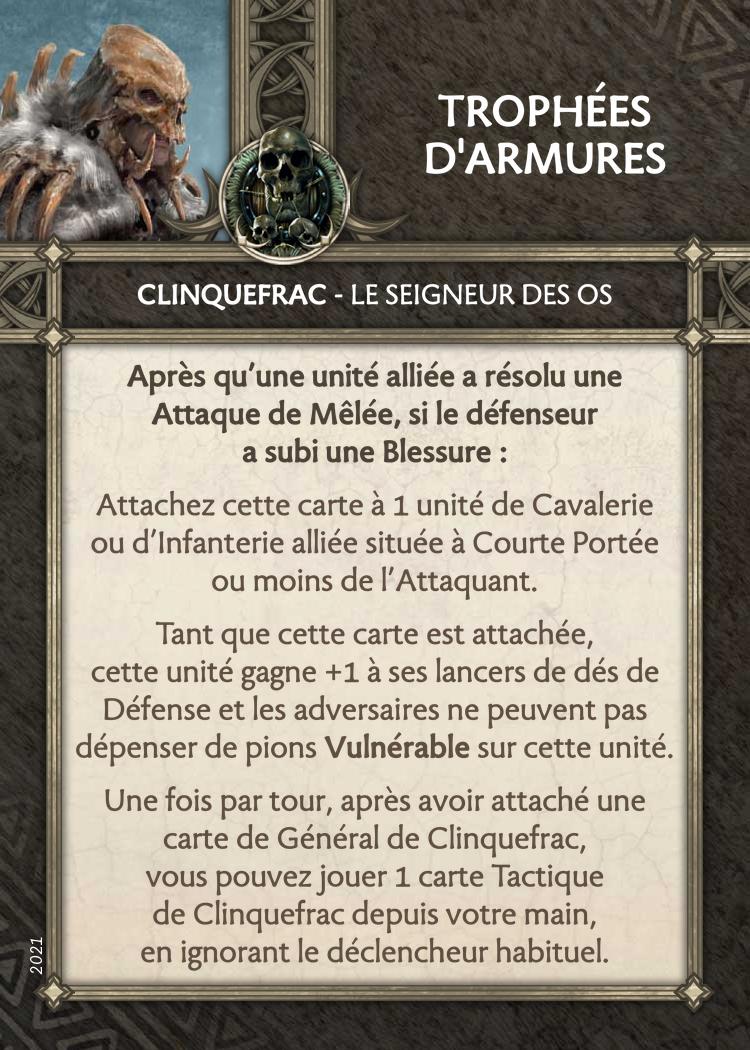 TROPHÉES
D'ARMURES
CLINQUEFRAC - LE SEIGNEUR DES OS
Après qu’une unité alliée a résolu une
Attaque de Mêlée, si le défenseur
a subi une Blessure :
Attachez cette carte à 1 unité de Cavalerie
ou d’Infanterie alliée située à Courte Portée
ou moins de l’Attaquant.
Tant que cette carte est attachée,
cette unité gagne +1 à ses lancers de dés de
Défense et les adversaires ne peuvent pas
dépenser de pions Vulnérable sur cette unité.
Une fois par tour, après avoir attaché une
carte de Général de Clinquefrac,
vous pouvez jouer 1 carte Tactique
de Clinquefrac depuis votre main,
en ignorant le déclencheur habituel.
2021